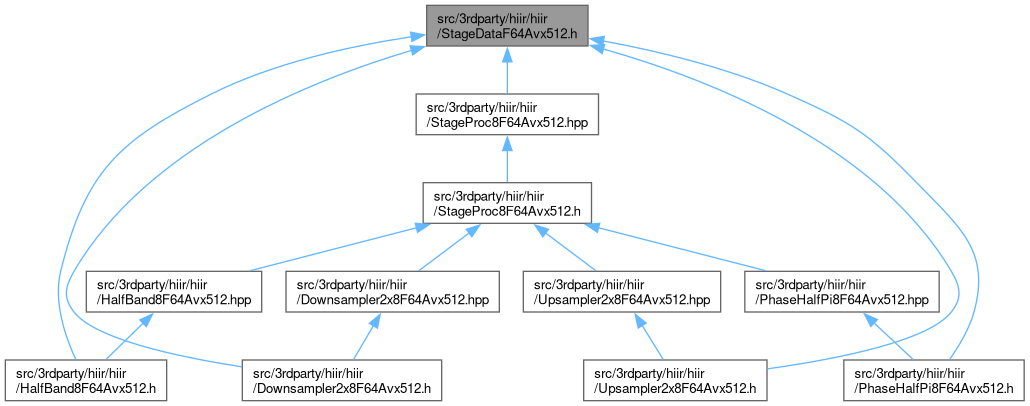 src/3rdparty/hiir/hiir
/StageDataF64Avx512.h
src/3rdparty/hiir/hiir
/StageProc8F64Avx512.hpp
src/3rdparty/hiir/hiir
/StageProc8F64Avx512.h
src/3rdparty/hiir/hiir
/HalfBand8F64Avx512.hpp
src/3rdparty/hiir/hiir
/Downsampler2x8F64Avx512.hpp
src/3rdparty/hiir/hiir
/Upsampler2x8F64Avx512.hpp
src/3rdparty/hiir/hiir
/PhaseHalfPi8F64Avx512.hpp
src/3rdparty/hiir/hiir
/HalfBand8F64Avx512.h
src/3rdparty/hiir/hiir
/Downsampler2x8F64Avx512.h
src/3rdparty/hiir/hiir
/Upsampler2x8F64Avx512.h
src/3rdparty/hiir/hiir
/PhaseHalfPi8F64Avx512.h